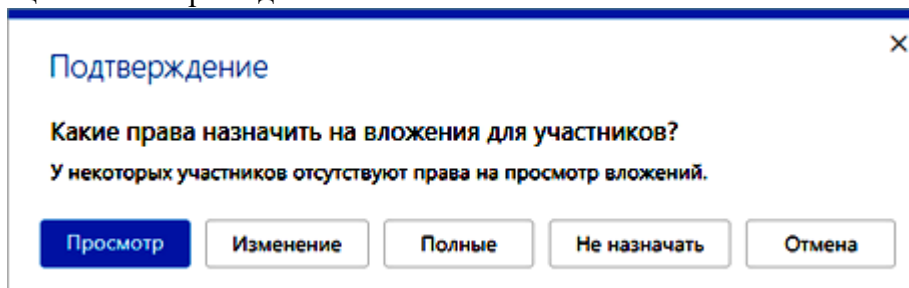 Подтверждение
Какие права назначить на вложения для участников?
У некоторых участников отсутствуют права на просмотр вложений.
Просмотр Изменение Полные Не назначать Отмена